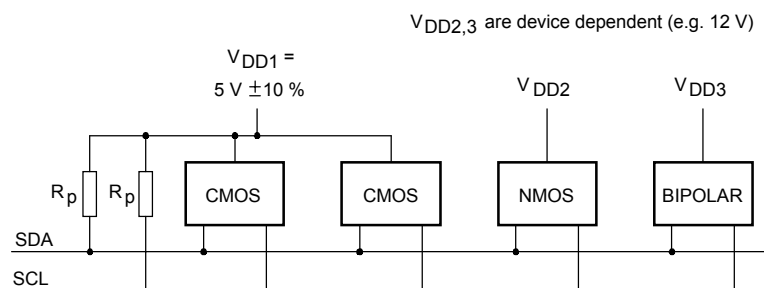 VDD2,3 are device dependent (e.g. 12 V)
VDD1 =
5 V ±10 %
VDD2
VDD3
Rp
Rp
CMOS
CMOS
NMOS
BIPOLAR
SDA
SCL